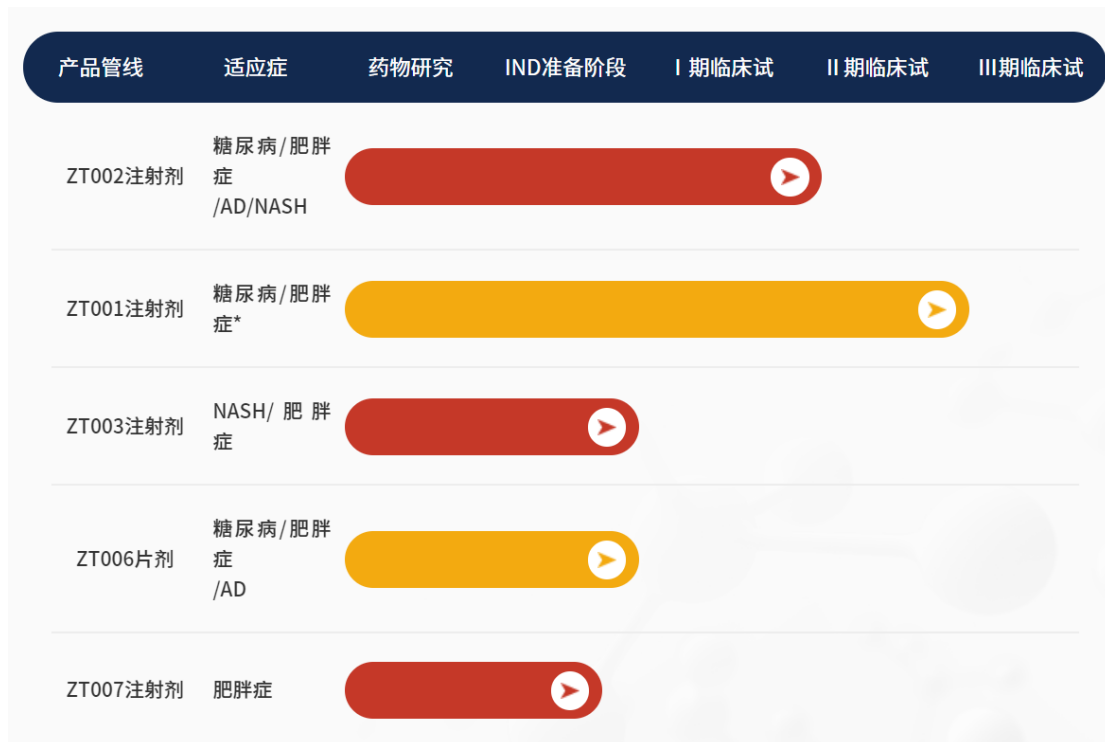 产品管线 适应症 药物研究 IND准备阶段 I 期临床试 II 期临床试 III期临床试
糖尿病/肥胖
ZT002注射剂 症
/AD/NASH
糖尿病/肥胖
ZT001注射剂
症*
NASH/ 肥 胖
ZT003注射剂
症
糖尿病/肥胖
ZT006片剂 症
/AD
ZT007注射剂 肥胖症